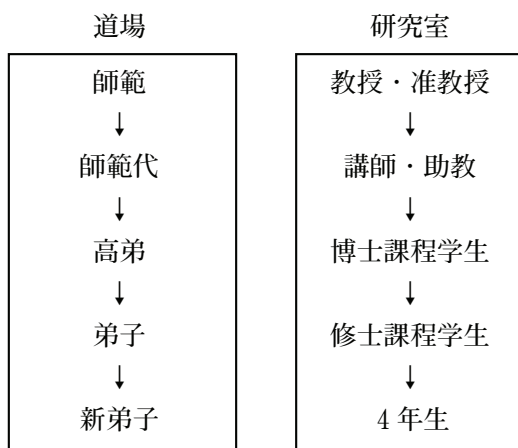 道場
師範
↓
師範代
↓
高弟
↓
弟子
↓
新弟子
研究室
教授・准教授
↓
講師・助教
↓
博士課程学生
↓
修士課程学生
↓
4年生